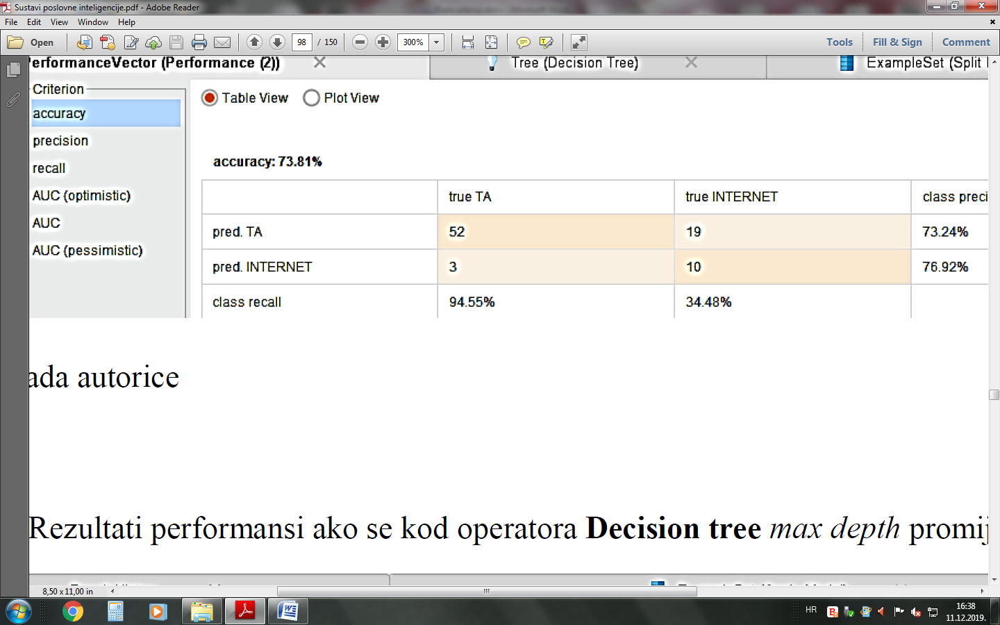 Sustavi poslovne inteligencije.pdf - Adobe Reader
File Edit View Window Help
Open 98 / 150 300% Tools Fill & Sign Comment
PerformanceVector (Performance (2)) Tree (Decision Tree) ExampleSet (Split
Criterion
accuracy
precision
recall
AUC (optimistic)
AUC
AUC (pessimistic)
Table View Plot View
accuracy: 73.81%
true TA true INTERNET class preci
pred. TA 52 19 73.24%
pred. INTERNET 3 10 76.92%
class recall 94.55% 34.48%
ada autorice
Rezultati performansi ako se kod operatora Decision tree max depth promij
8,50 x 11,00 in
HR 16:38
11.12.2019.